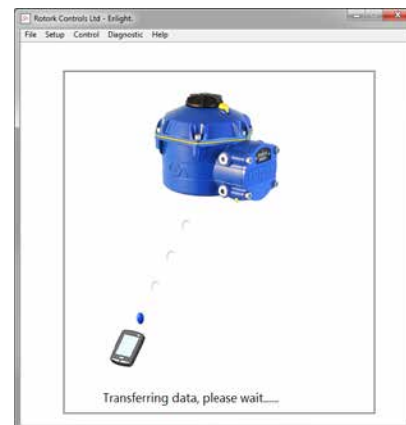 Rotork Controls Ltd - Enlight.
File Setup Control Diagnostic Help
Transferring data, please wait......